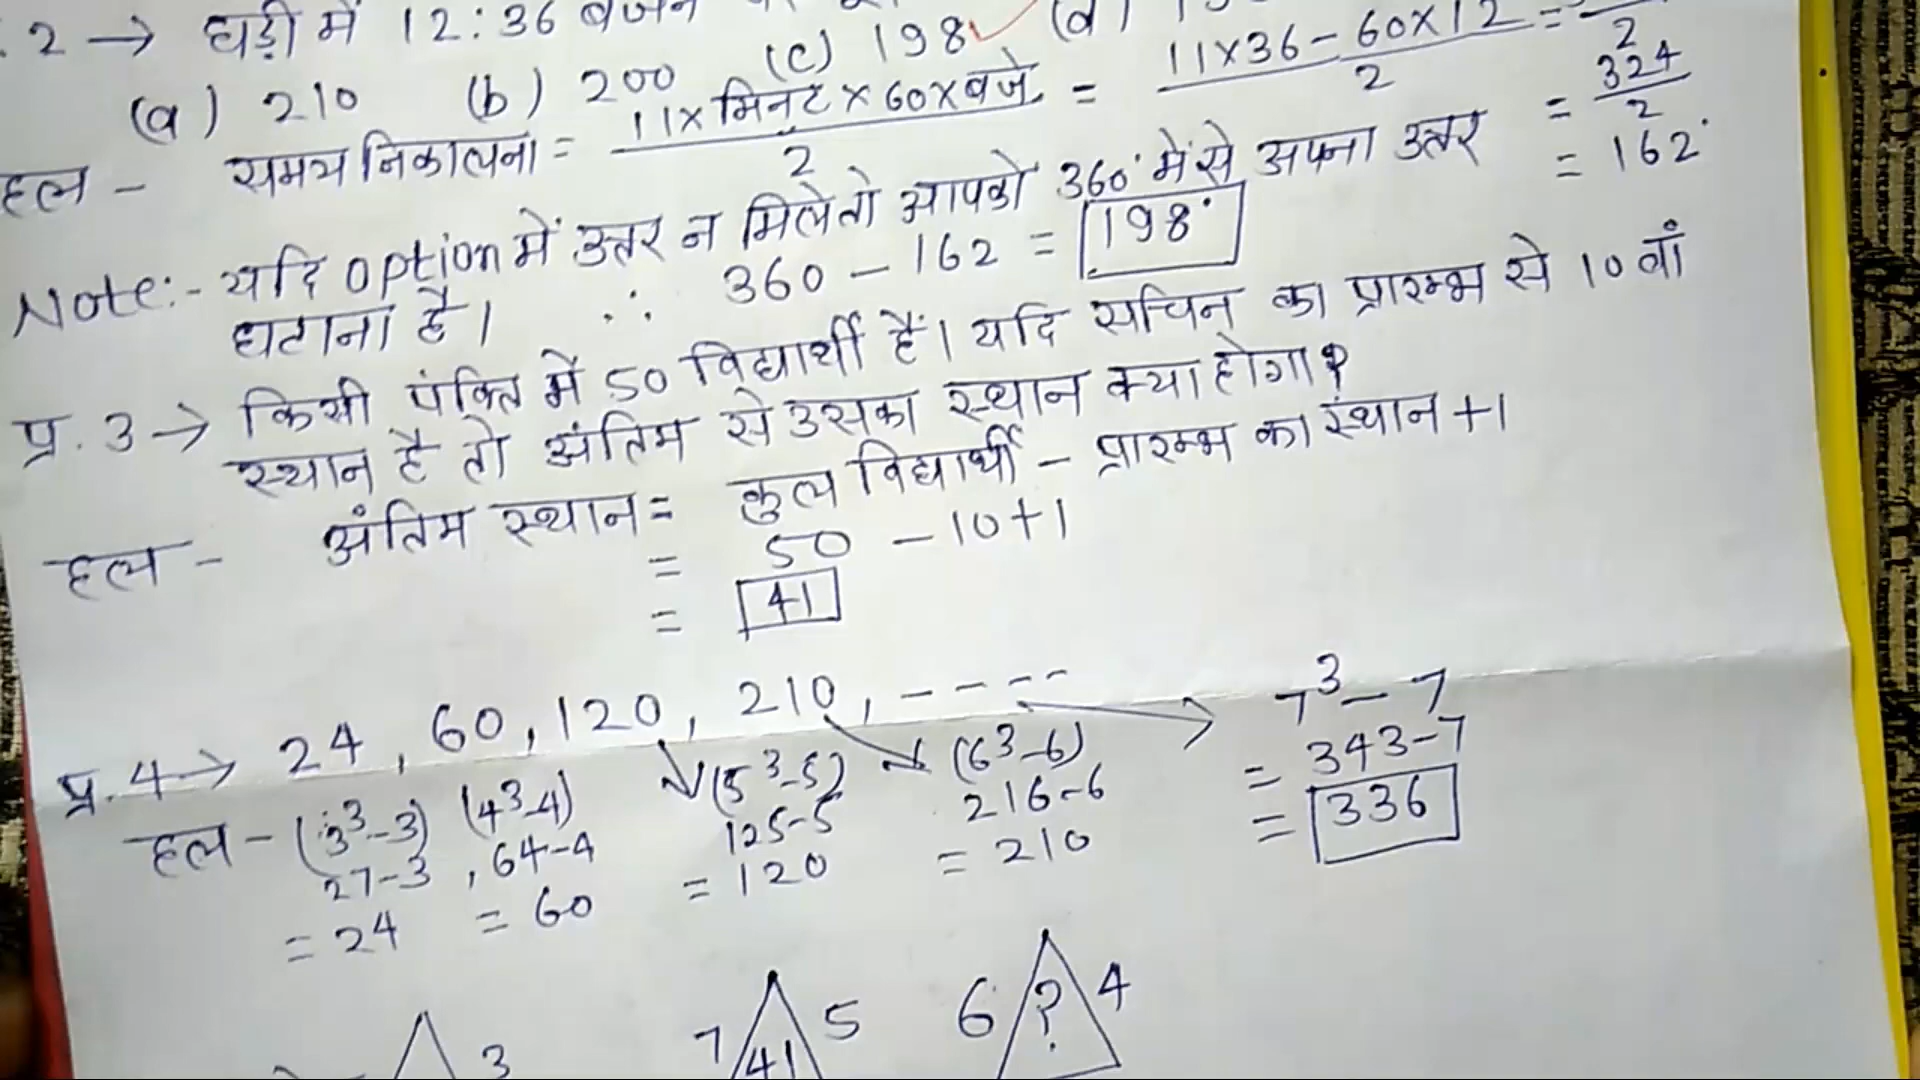 . 2 → घड़ी में 12:36 बजने
(a) 210 (b) 200 (c) 198 ✓ (d)
हल - समय निकालना = 11×मिनट × 60×बजे / 2 = 11×36 – 60×12 / 2 =
= 324 / 2
= 162°
Note:- यदि option में उत्तर न मिले तो आपको 360° में से अपना उत्तर
घटाना है। ∴ 360 – 162 = 198°
प्र. 3 → किसी पंक्ति में 50 विद्यार्थी हैं। यदि सचिन का प्रारम्भ से 10 वां
स्थान है तो अंतिम से उसका स्थान क्या होगा?
हल - अंतिम स्थान = कुल विद्यार्थी – प्रारम्भ का स्थान +1
= 50 – 10+1
= 41
प्र. 4 → 24, 60, 120, 210, ---- → 7³ – 7
हल - (3³-3) (4³-4) (5³-5) (6³-6) = 343-7
27-3, 64-4 125-5 216-6 = 336
= 24 = 60 = 120 = 210
3 7 41 5 6 ? 4